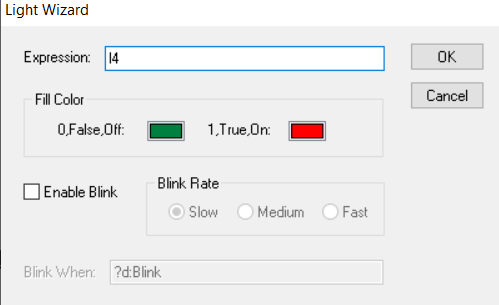 Light Wizard
Expression: I4 OK
Fill Color Cancel
0,False,Off: 1,True,On:
Enable Blink Blink Rate
Slow Medium Fast
Blink When: ?d:Blink